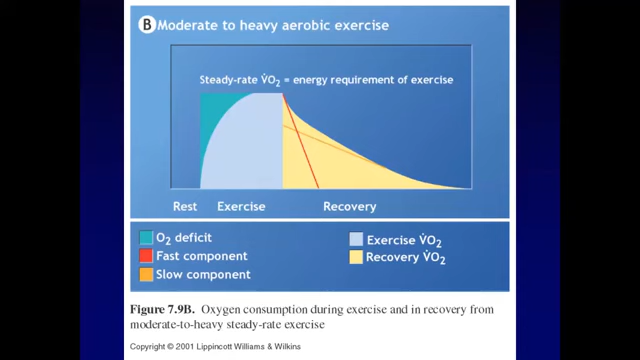 B Moderate to heavy aerobic exercise
Steady-rate V̇O₂ = energy requirement of exercise
Rest Exercise Recovery
O₂ deficit
Fast component
Slow component
Exercise V̇O₂
Recovery V̇O₂
Figure 7.9B. Oxygen consumption during exercise and in recovery from
moderate-to-heavy steady-rate exercise
Copyright © 2001 Lippincott Williams & Wilkins